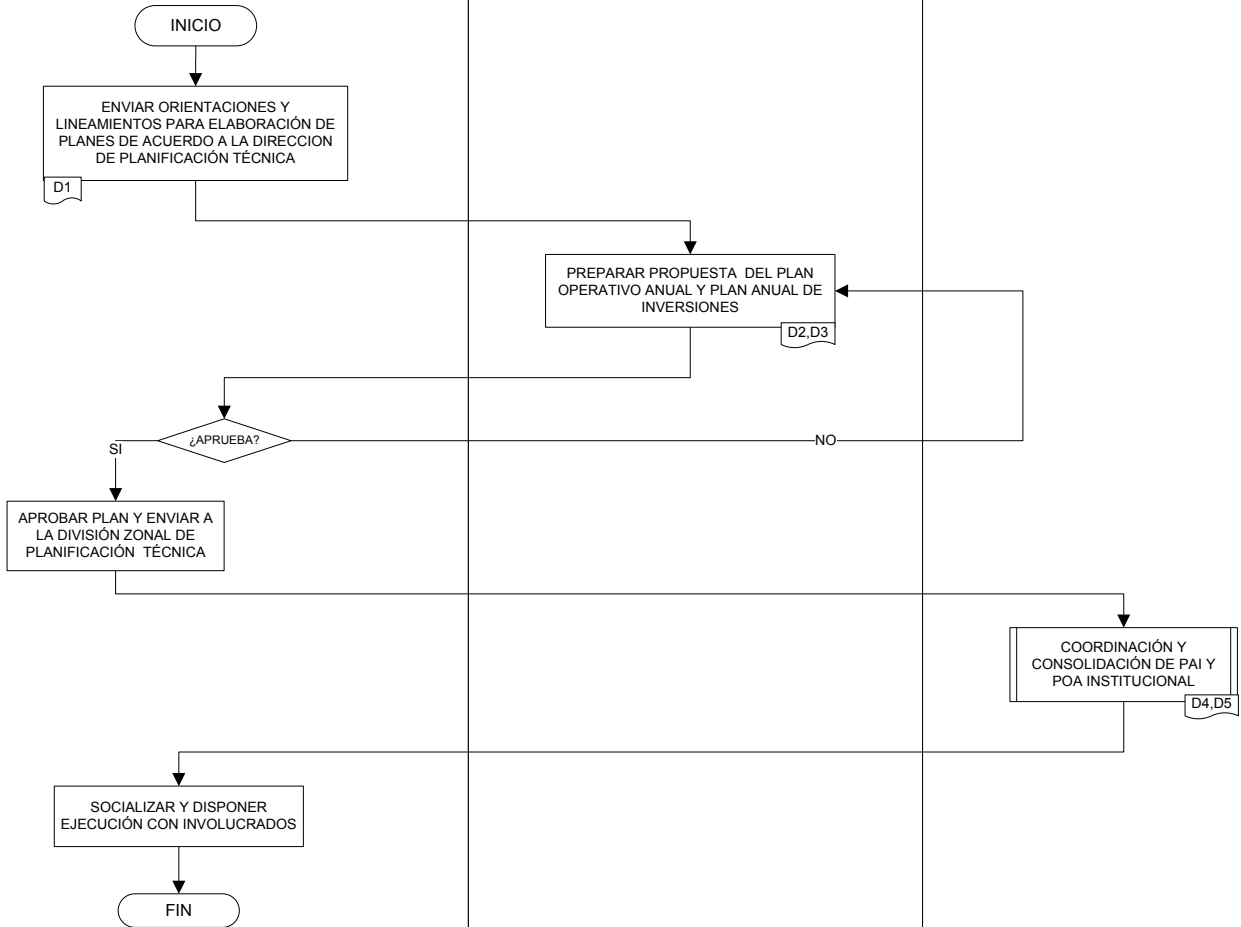 INICIO
ENVIAR ORIENTACIONES Y
LINEAMIENTOS PARA ELABORACIÓN DE
PLANES DE ACUERDO A LA DIRECCION
DE PLANIFICACIÓN TÉCNICA
D1
PREPARAR PROPUESTA DEL PLAN
OPERATIVO ANUAL Y PLAN ANUAL DE
INVERSIONES
D2,D3
¿APRUEBA?
SI
NO
APROBAR PLAN Y ENVIAR A
LA DIVISIÓN ZONAL DE
PLANIFICACIÓN TÉCNICA
COORDINACIÓN Y
CONSOLIDACIÓN DE PAI Y
POA INSTITUCIONAL
D4,D5
SOCIALIZAR Y DISPONER
EJECUCIÓN CON INVOLUCRADOS
FIN